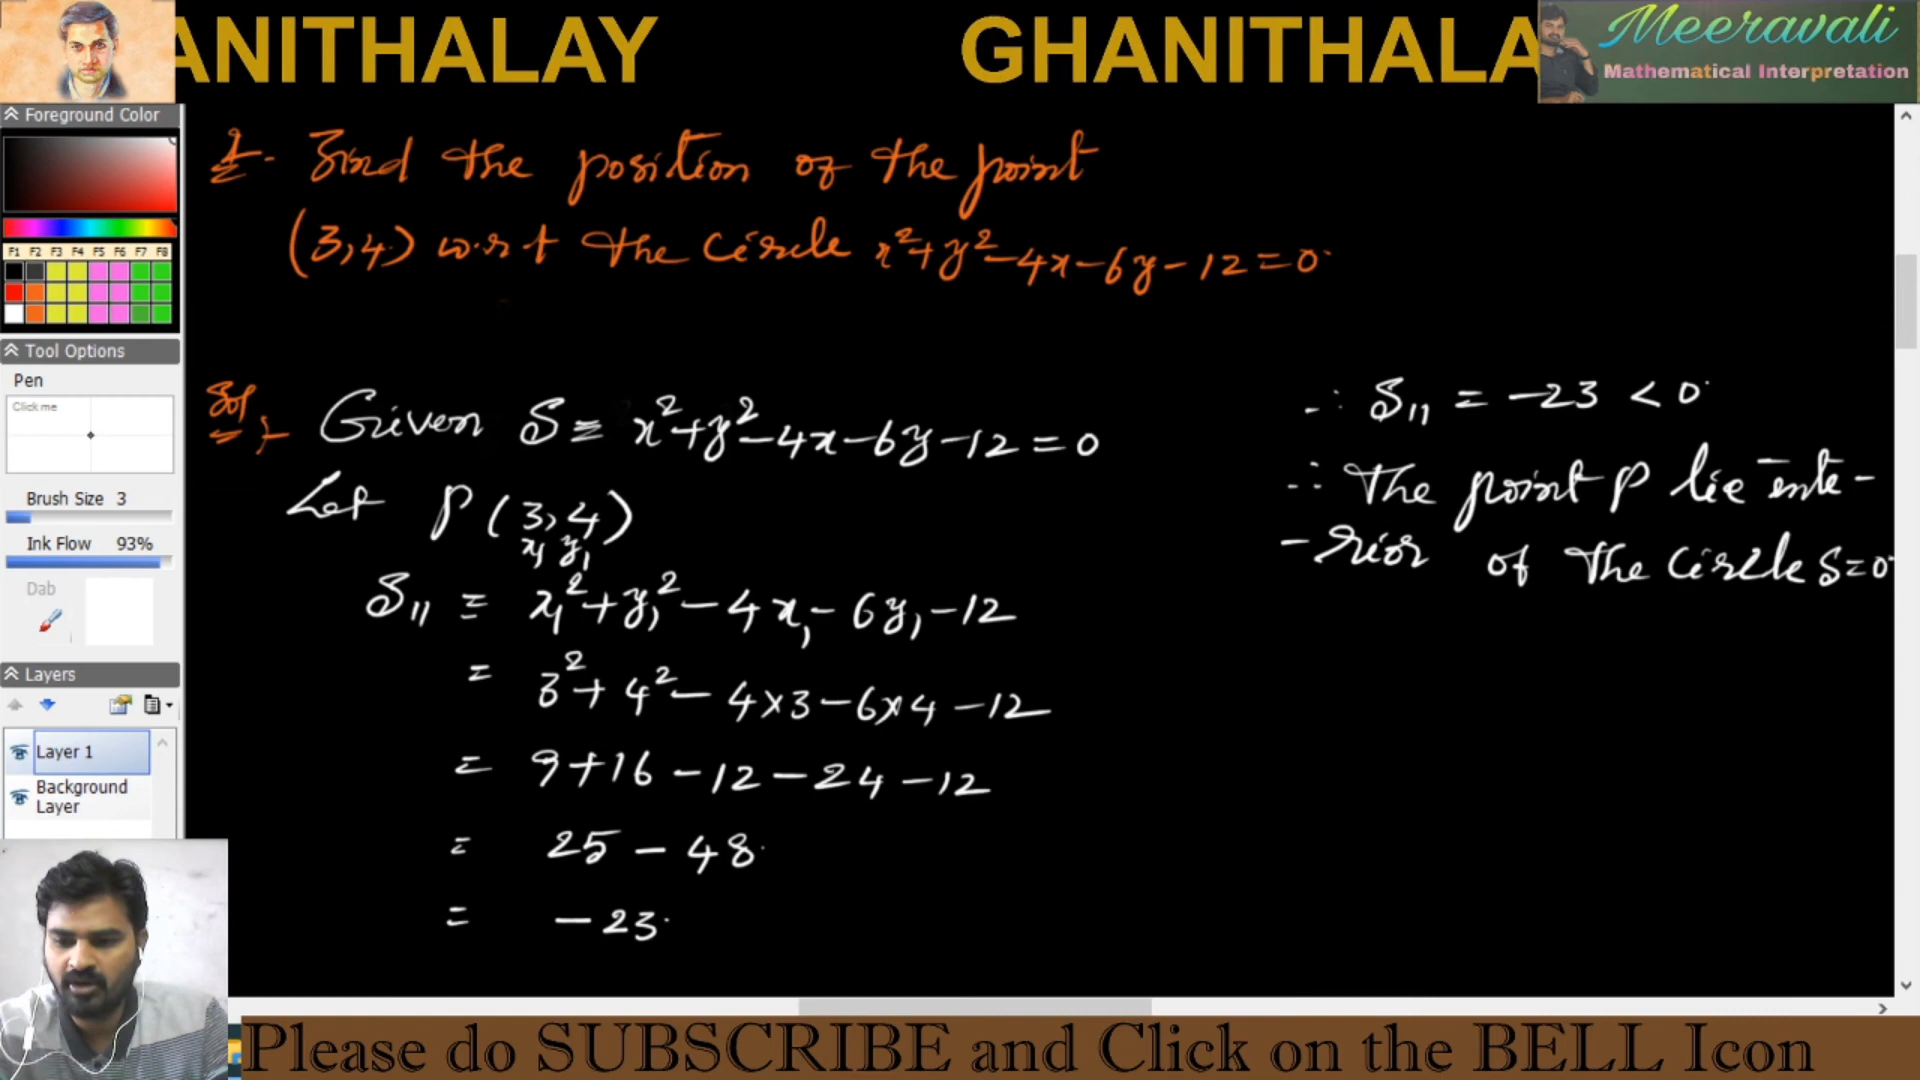 ANITHALAY GHANITHALA
Meeravali
Mathematical Interpretation
Foreground Color
F1 F2 F3 F4 F5 F6 F7 F8
Tool Options
Pen
Click me
Brush Size 3
Ink Flow 93%
Dab
Layers
Layer 1
Background
Layer
1. Find the position of the point
(3,4) w.r.t the circle x²+y²-4x-6y-12=0.
Sol:- Given S ≡ x²+y²-4x-6y-12=0
Let P(3,4)
x₁ y₁
S₁₁ = x₁²+y₁²-4x₁-6y₁-12
= 3²+4²-4×3-6×4-12
= 9+16-12-24-12
= 25-48.
= -23.
∴ S₁₁ = -23 < 0.
∴ The point P lie inte-
-rior of the circle S=0
Please do SUBSCRIBE and Click on the BELL Icon